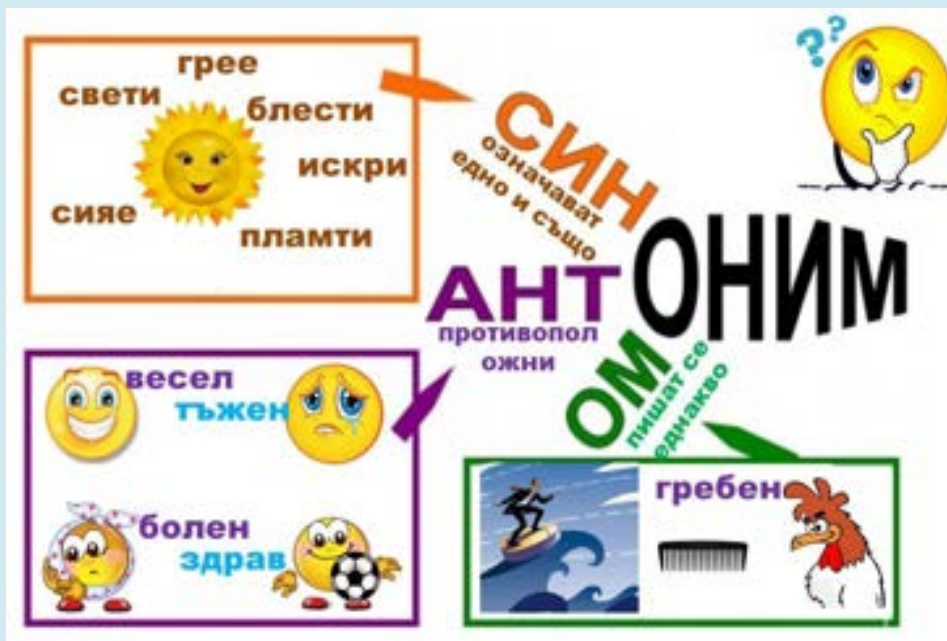 грее
свети
блести
искри
сияе
пламти
СИН
означават
едно и също
??
ОНИМ
АНТ
противопол
ожни
ОМ
пишат се
еднакво
весел
тъжен
болен
здрав
гребен